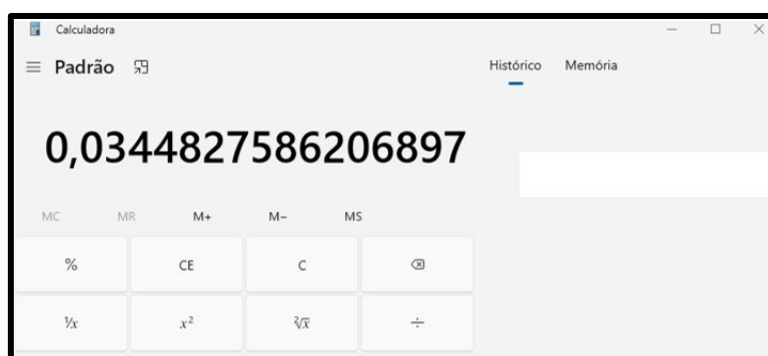 Calculadora
Padrão
Histórico Memória
0,0344827586206897
MC MR M+ M− MS
% CE C
⅟x x² ²√x ÷